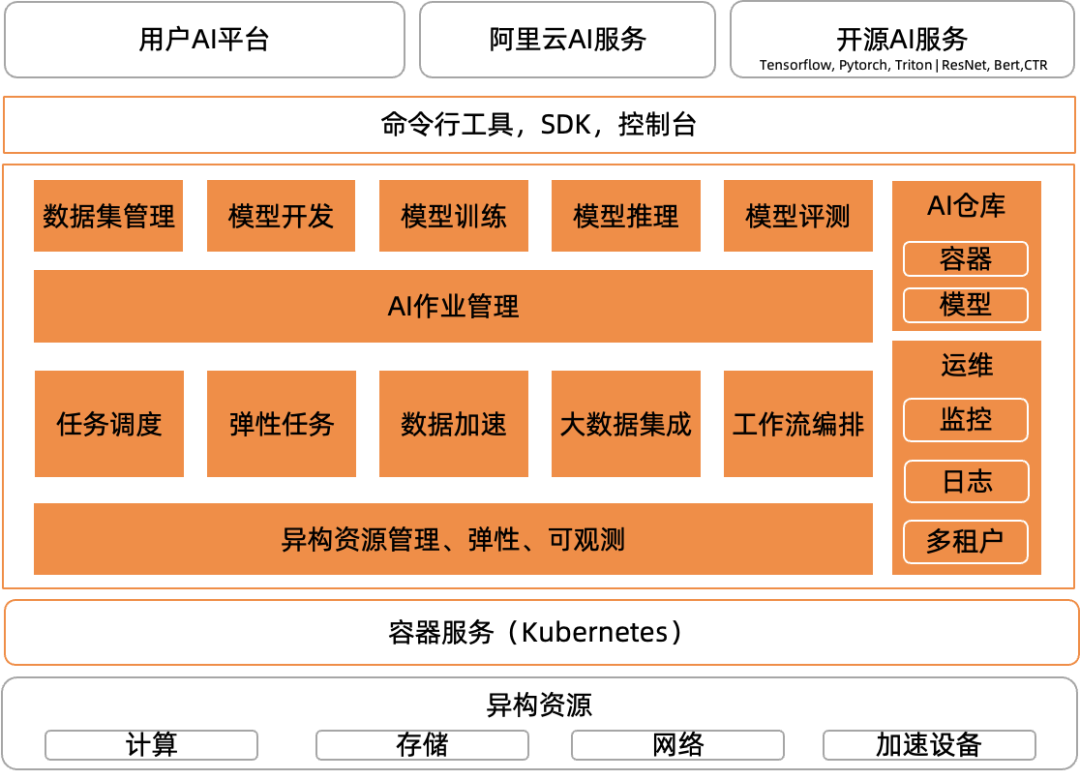 用户AI平台
阿里云AI服务
开源AI服务
Tensorflow, Pytorch, Triton | ResNet, Bert,CTR
命令行工具，SDK，控制台
数据集管理
模型开发
模型训练
模型推理
模型评测
AI仓库
容器
模型
AI作业管理
运维
监控
日志
多租户
任务调度
弹性任务
数据加速
大数据集成
工作流编排
异构资源管理、弹性、可观测
容器服务（Kubernetes）
异构资源
计算
存储
网络
加速设备